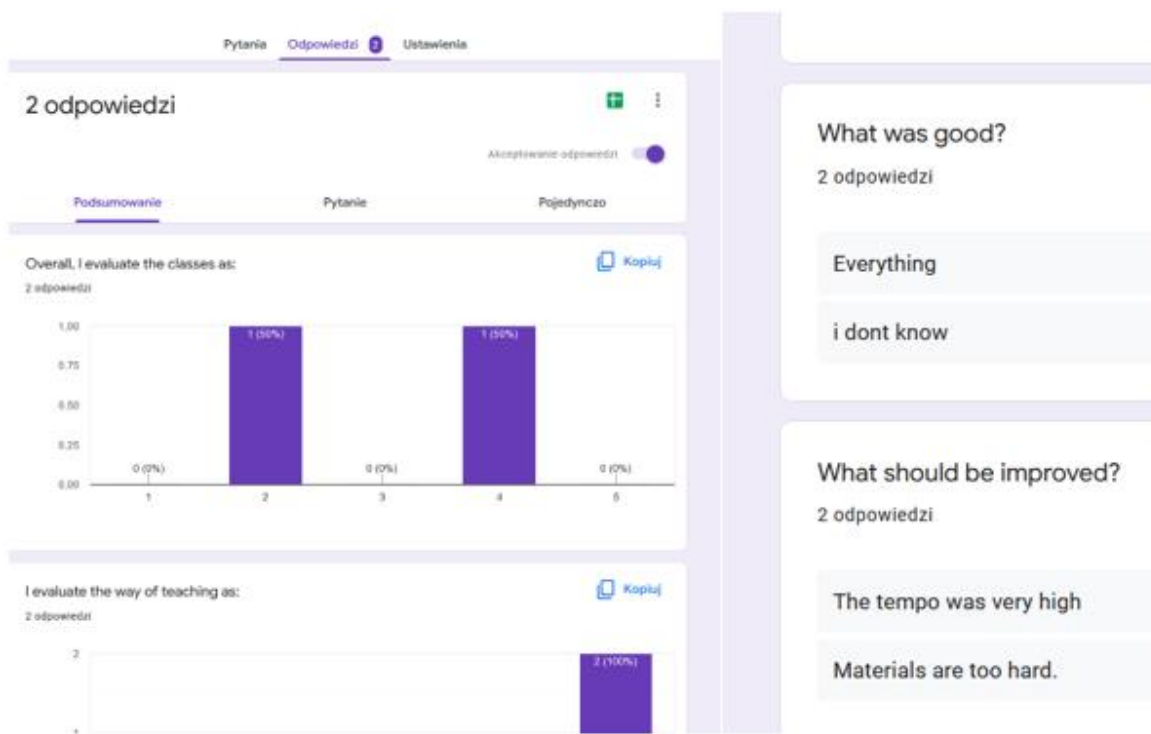 Pytania Odpowiedzi 2 Ustawienia
2 odpowiedzi
Akceptowanie odpowiedzi
Podsumowanie Pytanie Pojedynczo
Overall, I evaluate the classes as:
Kopiuj
2 odpowiedzi
1,00
0,75
0,50
0,25
0,00
0 (0%) 1 (50%) 0 (0%) 1 (50%) 0 (0%)
1 2 3 4 5
I evaluate the way of teaching as:
Kopiuj
2 odpowiedzi
2
2 (100%)
What was good?
2 odpowiedzi
Everything
i dont know
What should be improved?
2 odpowiedzi
The tempo was very high
Materials are too hard.